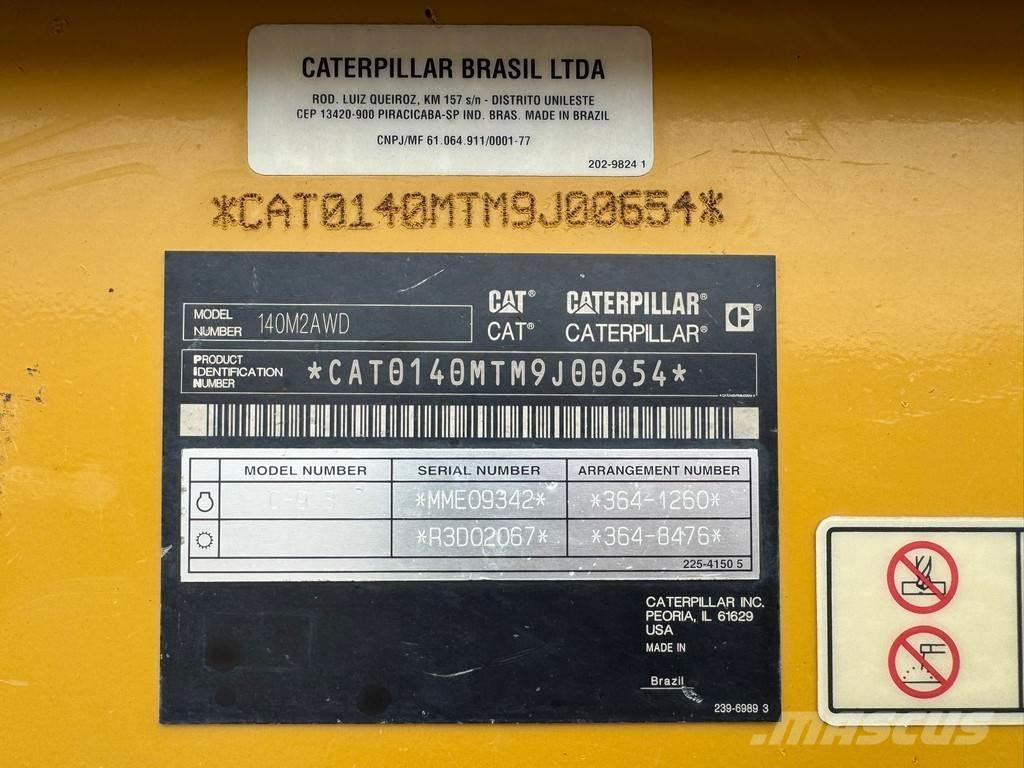 CATERPILLAR BRASIL LTDA
ROD. LUIZ QUEIROZ, KM 157 s/n - DISTRITO UNILESTE
CEP 13420-900 PIRACICABA-SP IND. BRAS. MADE IN BRAZIL
CNPJ/MF 61.064.911/0001-77
202-9824 1
*CAT0140MTM9J00654*
MODEL NUMBER 140M2AWD
CAT® CATERPILLAR®
CAT® CATERPILLAR®
PRODUCT IDENTIFICATION NUMBER *CAT0140MTM9J00654*
MODEL NUMBER SERIAL NUMBER ARRANGEMENT NUMBER
*MME09342* *364-1260*
*R3D02067* *364-8476*
225-4150 5
CATERPILLAR INC.
PEORIA, IL 61629
USA
MADE IN
Brazil
239-6989 3
MASCUS